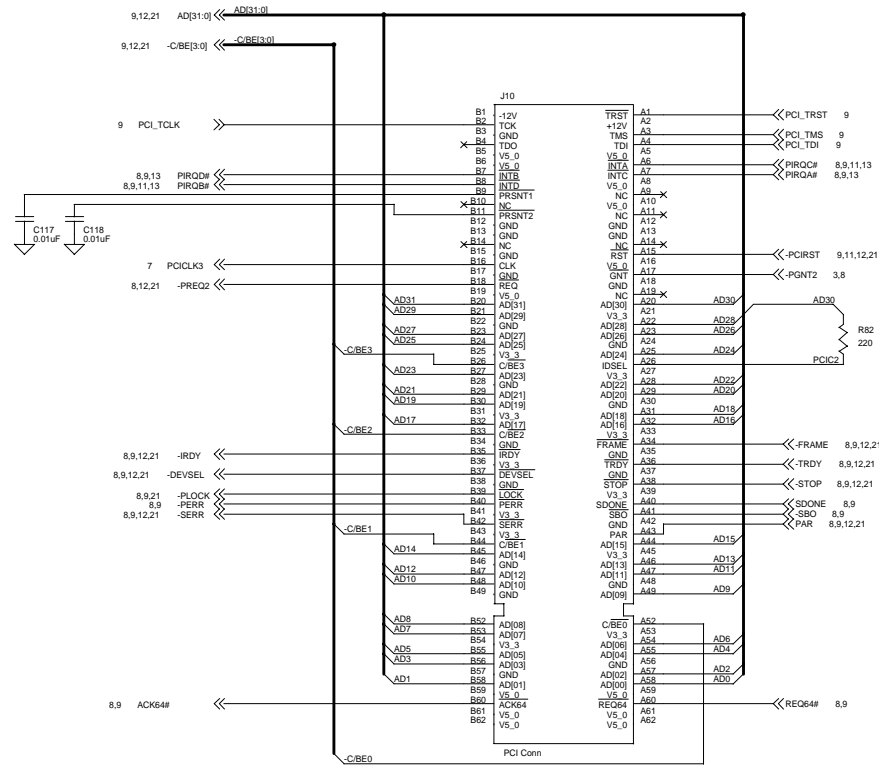 9,12,21 AD[31:0] AD[31:0]
9,12,21 -C/BE[3:0] -C/BE[3:0]
J10
B1 -12V TRST A1 PCI_TRST 9
9 PCI_TCLK B2 TCK +12V A2
B3 GND TMS A3 PCI_TMS 9
B4 TDO TDI A4 PCI_TDI 9
B5 V5_0 V5_0 A5
B6 V5_0 INTA A6 PIRQC# 8,9,11,13
8,9,13 PIRQD# B7 INTB INTC A7 PIRQA# 8,9,13
8,9,11,13 PIRQB# B8 INTD V5_0 A8
B9 PRSNT1 NC A9
B10 NC V5_0 A10
B11 PRSNT2 NC A11
C117
0.01uF
C118
0.01uF
B12 GND GND A12
B13 GND GND A13
B14 NC NC A14
B15 GND RST A15 -PCIRST 9,11,12,21
7 PCICLK3 B16 CLK V5_0 A16
B17 GND GNT A17 -PGNT2 3,8
8,12,21 -PREQ2 B18 REQ GND A18
B19 V5_0 NC A19
AD31 B20 AD[31] AD[30] A20 AD30 AD30
AD29 B21 AD[29] V3_3 A21
B22 GND AD[28] A22 AD28
AD27 B23 AD[27] AD[26] A23 AD26
R82
220
AD25 B24 AD[25] GND A24
B25 V3_3 AD[24] A25 AD24
-C/BE3 B26 C/BE3 IDSEL A26 PCIC2
AD23 B27 AD[23] V3_3 A27
B28 GND AD[22] A28 AD22
AD21 B29 AD[21] AD[20] A29 AD20
AD19 B30 AD[19] GND A30
B31 V3_3 AD[18] A31 AD18
AD17 B32 AD[17] AD[16] A32 AD16
-C/BE2 B33 C/BE2 V3_3 A33
B34 GND FRAME A34 -FRAME 8,9,12,21
8,9,12,21 -IRDY B35 IRDY GND A35
B36 V3_3 TRDY A36 -TRDY 8,9,12,21
8,9,12,21 -DEVSEL B37 DEVSEL GND A37
B38 GND STOP A38 -STOP 8,9,12,21
8,9,21 -PLOCK B39 LOCK V3_3 A39
8,9 -PERR B40 PERR SDONE A40 SDONE 8,9
B41 V3_3 SBO A41 -SBO 8,9
8,9,12,21 -SERR B42 SERR GND A42
B43 V3_3 PAR A43 PAR 8,9,12,21
-C/BE1 B44 C/BE1 AD[15] A44 AD15
AD14 B45 AD[14] V3_3 A45
B46 GND AD[13] A46 AD13
AD12 B47 AD[12] AD[11] A47 AD11
AD10 B48 AD[10] GND A48
B49 GND AD[09] A49 AD9
AD8 B52 AD[08] C/BE0 A52
AD7 B53 AD[07] V3_3 A53
B54 V3_3 AD[06] A54 AD6
AD5 B55 AD[05] AD[04] A55 AD4
AD3 B56 AD[03] GND A56
B57 GND AD[02] A57 AD2
AD1 B58 AD[01] AD[00] A58 AD0
B59 V5_0 V5_0 A59
8,9 ACK64# B60 ACK64 REQ64 A60 REQ64# 8,9
B61 V5_0 V5_0 A61
B62 V5_0 V5_0 A62
PCI Conn
-C/BE0